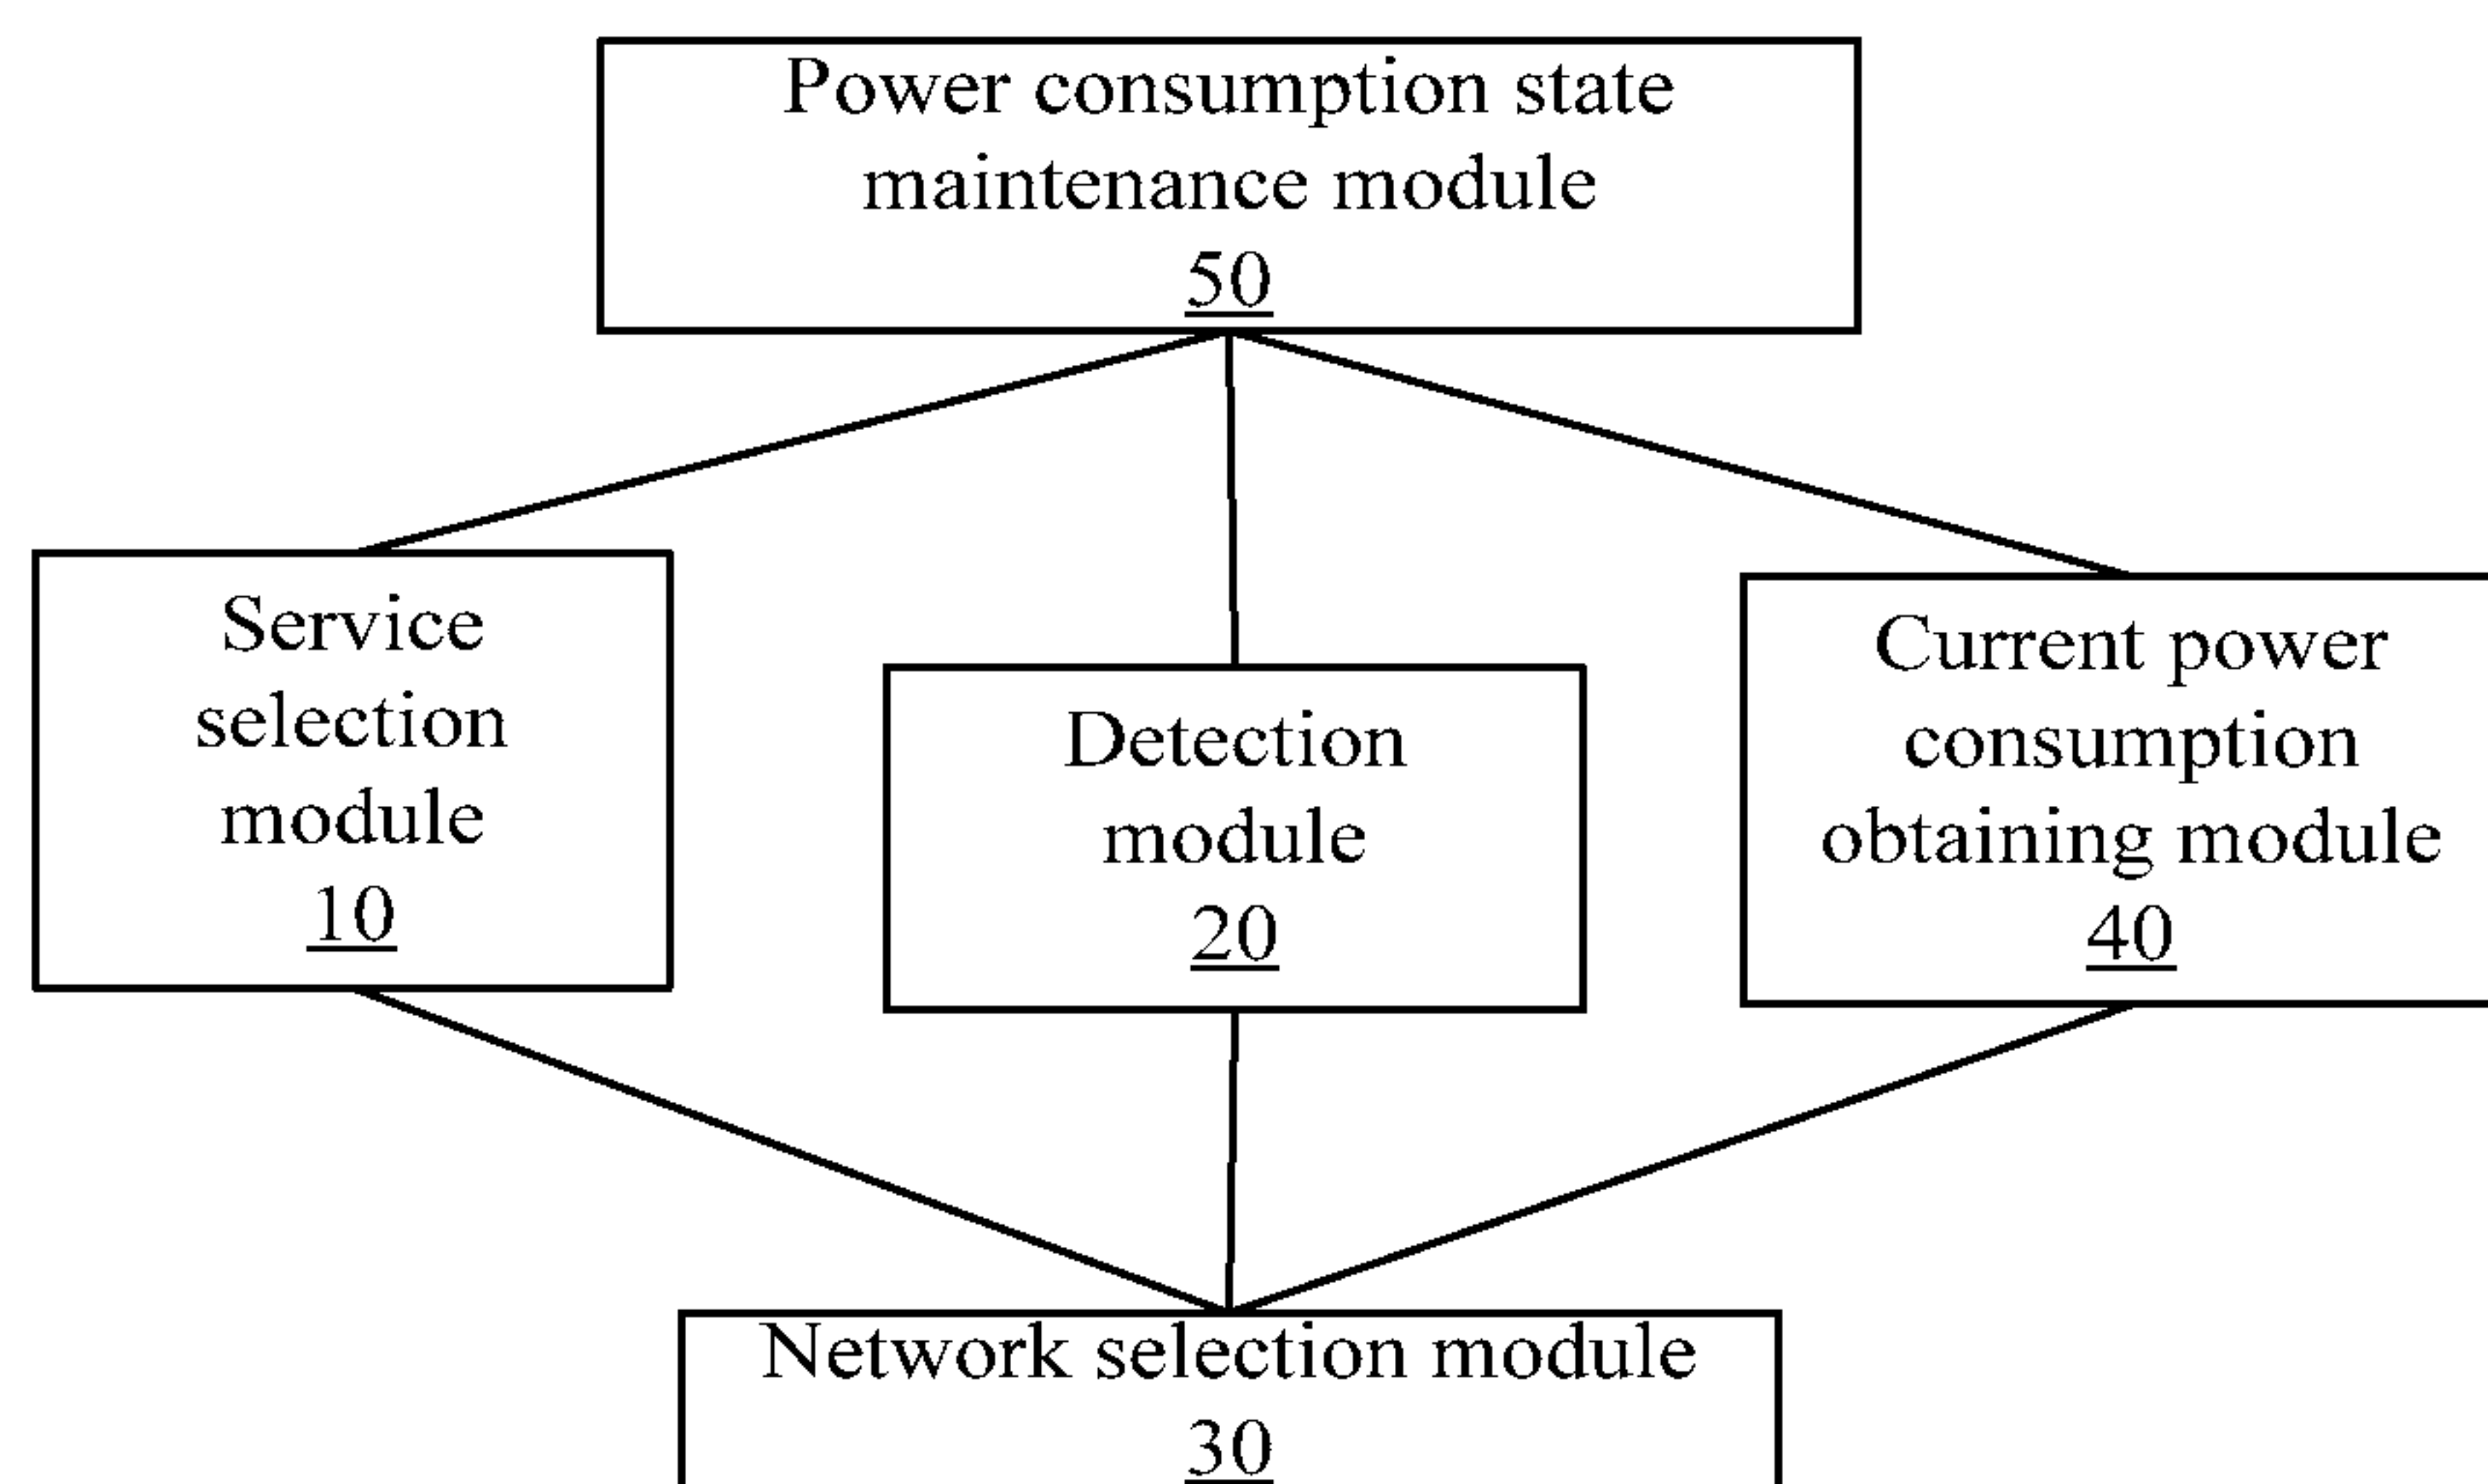 Power consumption state
maintenance module
50
Service
selection
module
10
Detection
module
20
Current power
consumption
obtaining module
40
Network selection module
30